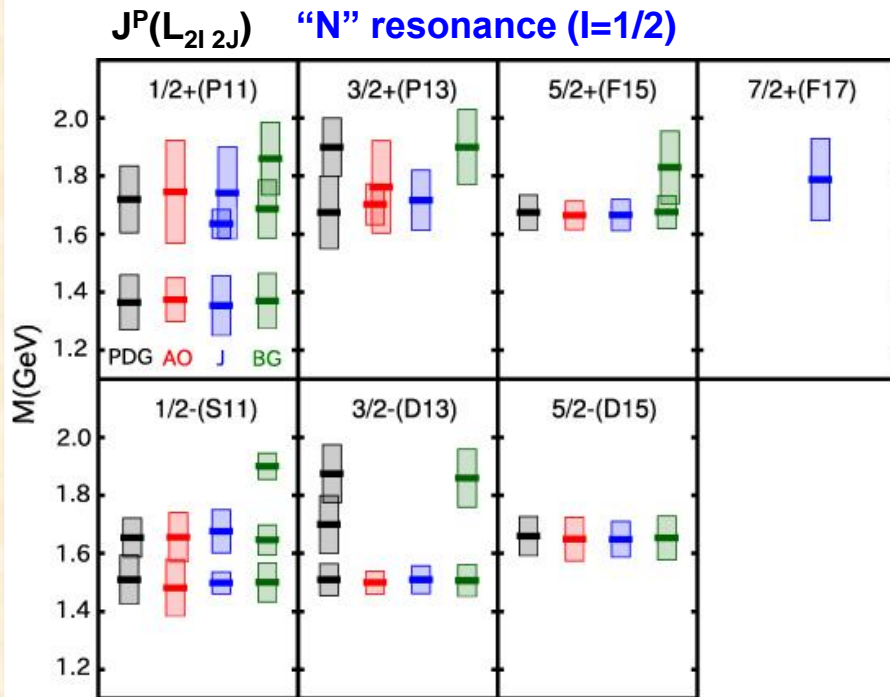 J^P(L_{2I 2J}) “N” resonance (I=1/2)
1/2+(P11) 3/2+(P13) 5/2+(F15) 7/2+(F17)
2.0
1.8
1.6
1.4
1.2
PDG AO J BG
M(GeV)
1/2-(S11) 3/2-(D13) 5/2-(D15)
2.0
1.8
1.6
1.4
1.2